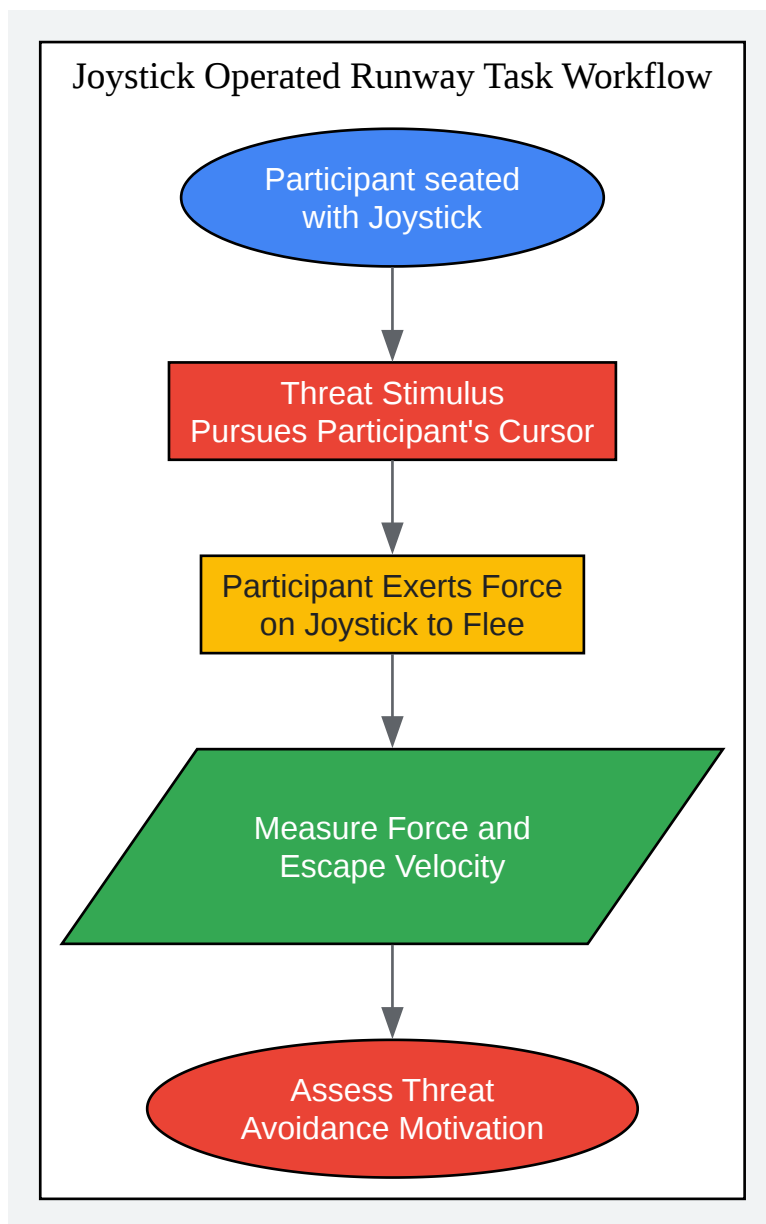 Joystick Operated Runway Task Workflow
Participant seated
with Joystick
Threat Stimulus
Pursues Participant's Cursor
Participant Exerts Force
on Joystick to Flee
Measure Force and
Escape Velocity
Assess Threat
Avoidance Motivation